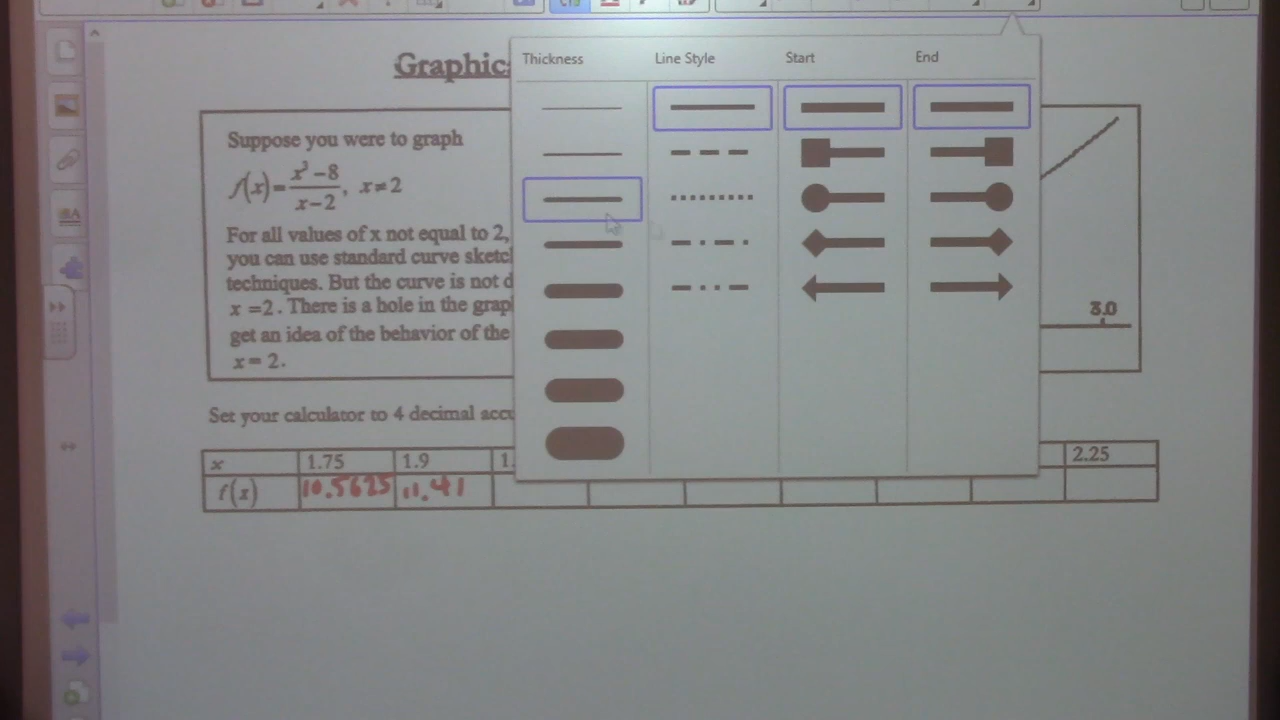 Graphic
Thickness Line Style Start End
Suppose you were to graph
f(x)=x³-8/x-2, x≠2
For all values of x not equal to 2,
you can use standard curve sketc
techniques. But the curve is not d
x=2. There is a hole in the grap
get an idea of the behavior of the
x=2.
3.0
Set your calculator to 4 decimal accu
x 1.75 1.9 1. 2.25
f(x) 10.5625 11.41